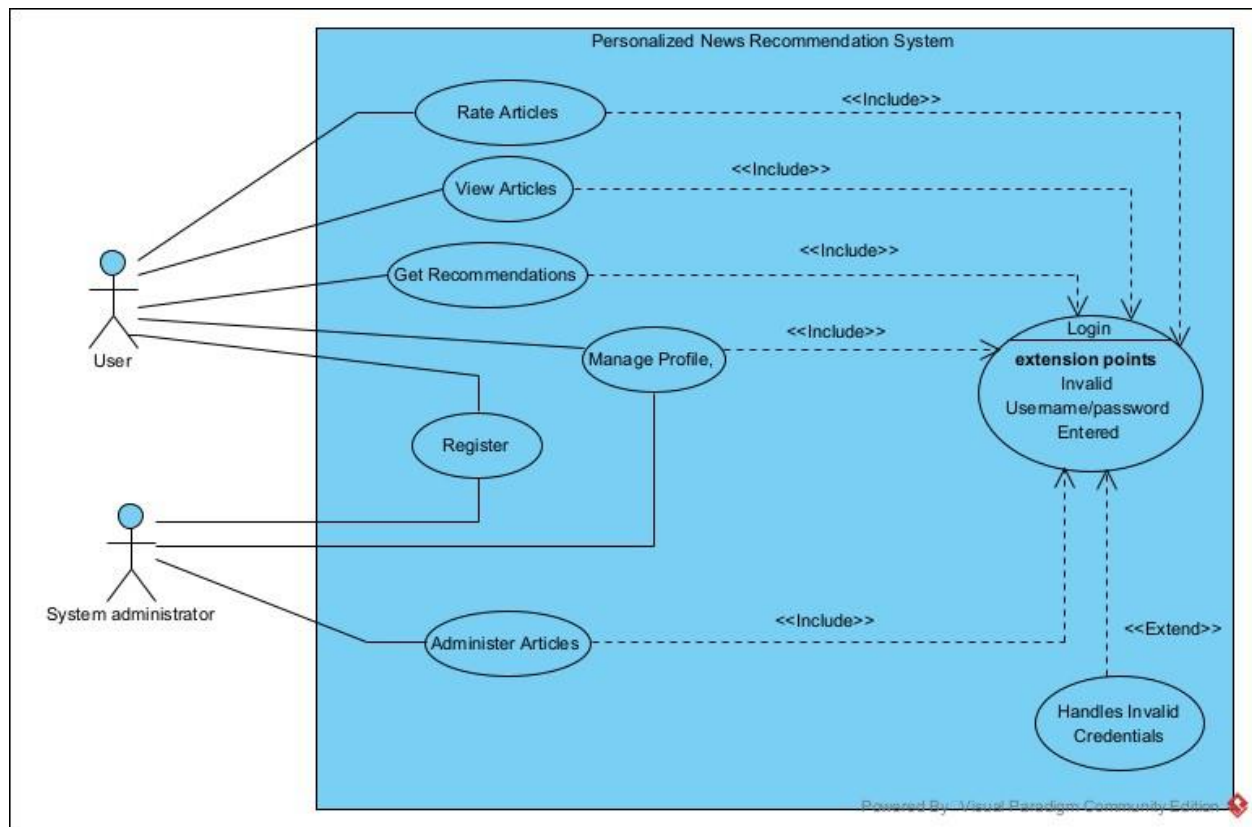 Personalized News Recommendation System
Rate Articles
<<Include>>
View Articles
<<Include>>
Get Recommendations
<<Include>>
User
Manage Profile,
<<Include>>
Login
extension points
Invalid
Username/password
Entered
Register
System administrator
Administer Articles
<<Include>>
<<Extend>>
Handles Invalid
Credentials
Powered By Visual Paradigm Community Edition